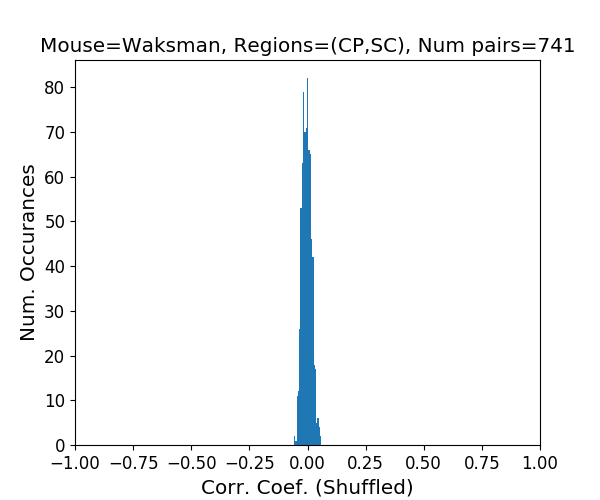 Mouse=Waksman, Regions=(CP,SC), Num pairs=741
80
70
60
50
40
30
20
10
0
Num. Occurances
−1.00 −0.75 −0.50 −0.25 0.00 0.25 0.50 0.75 1.00
Corr. Coef. (Shuffled)